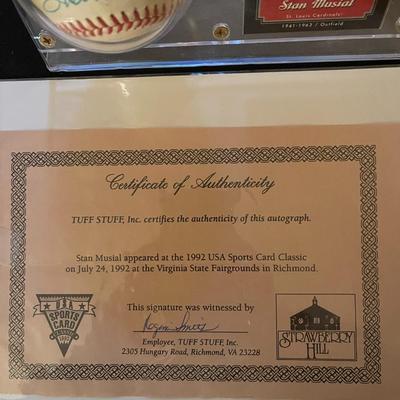 Stan Musial
St. Louis Cardinals
1941-1963 / Outfield
Certificate of Authenticity
TUFF STUFF, Inc. certifies the authenticity of this autograph.
Stan Musial appeared at the 1992 USA Sports Card Classic
on July 24, 1992 at the Virginia State Fairgrounds in Richmond.
This signature was witnessed by
Employee, TUFF STUFF, Inc.
2305 Hungary Road, Richmond, VA 23228
USA
SPORTS
CARD
CLASSIC
1992
STRAWBERRY
HILL